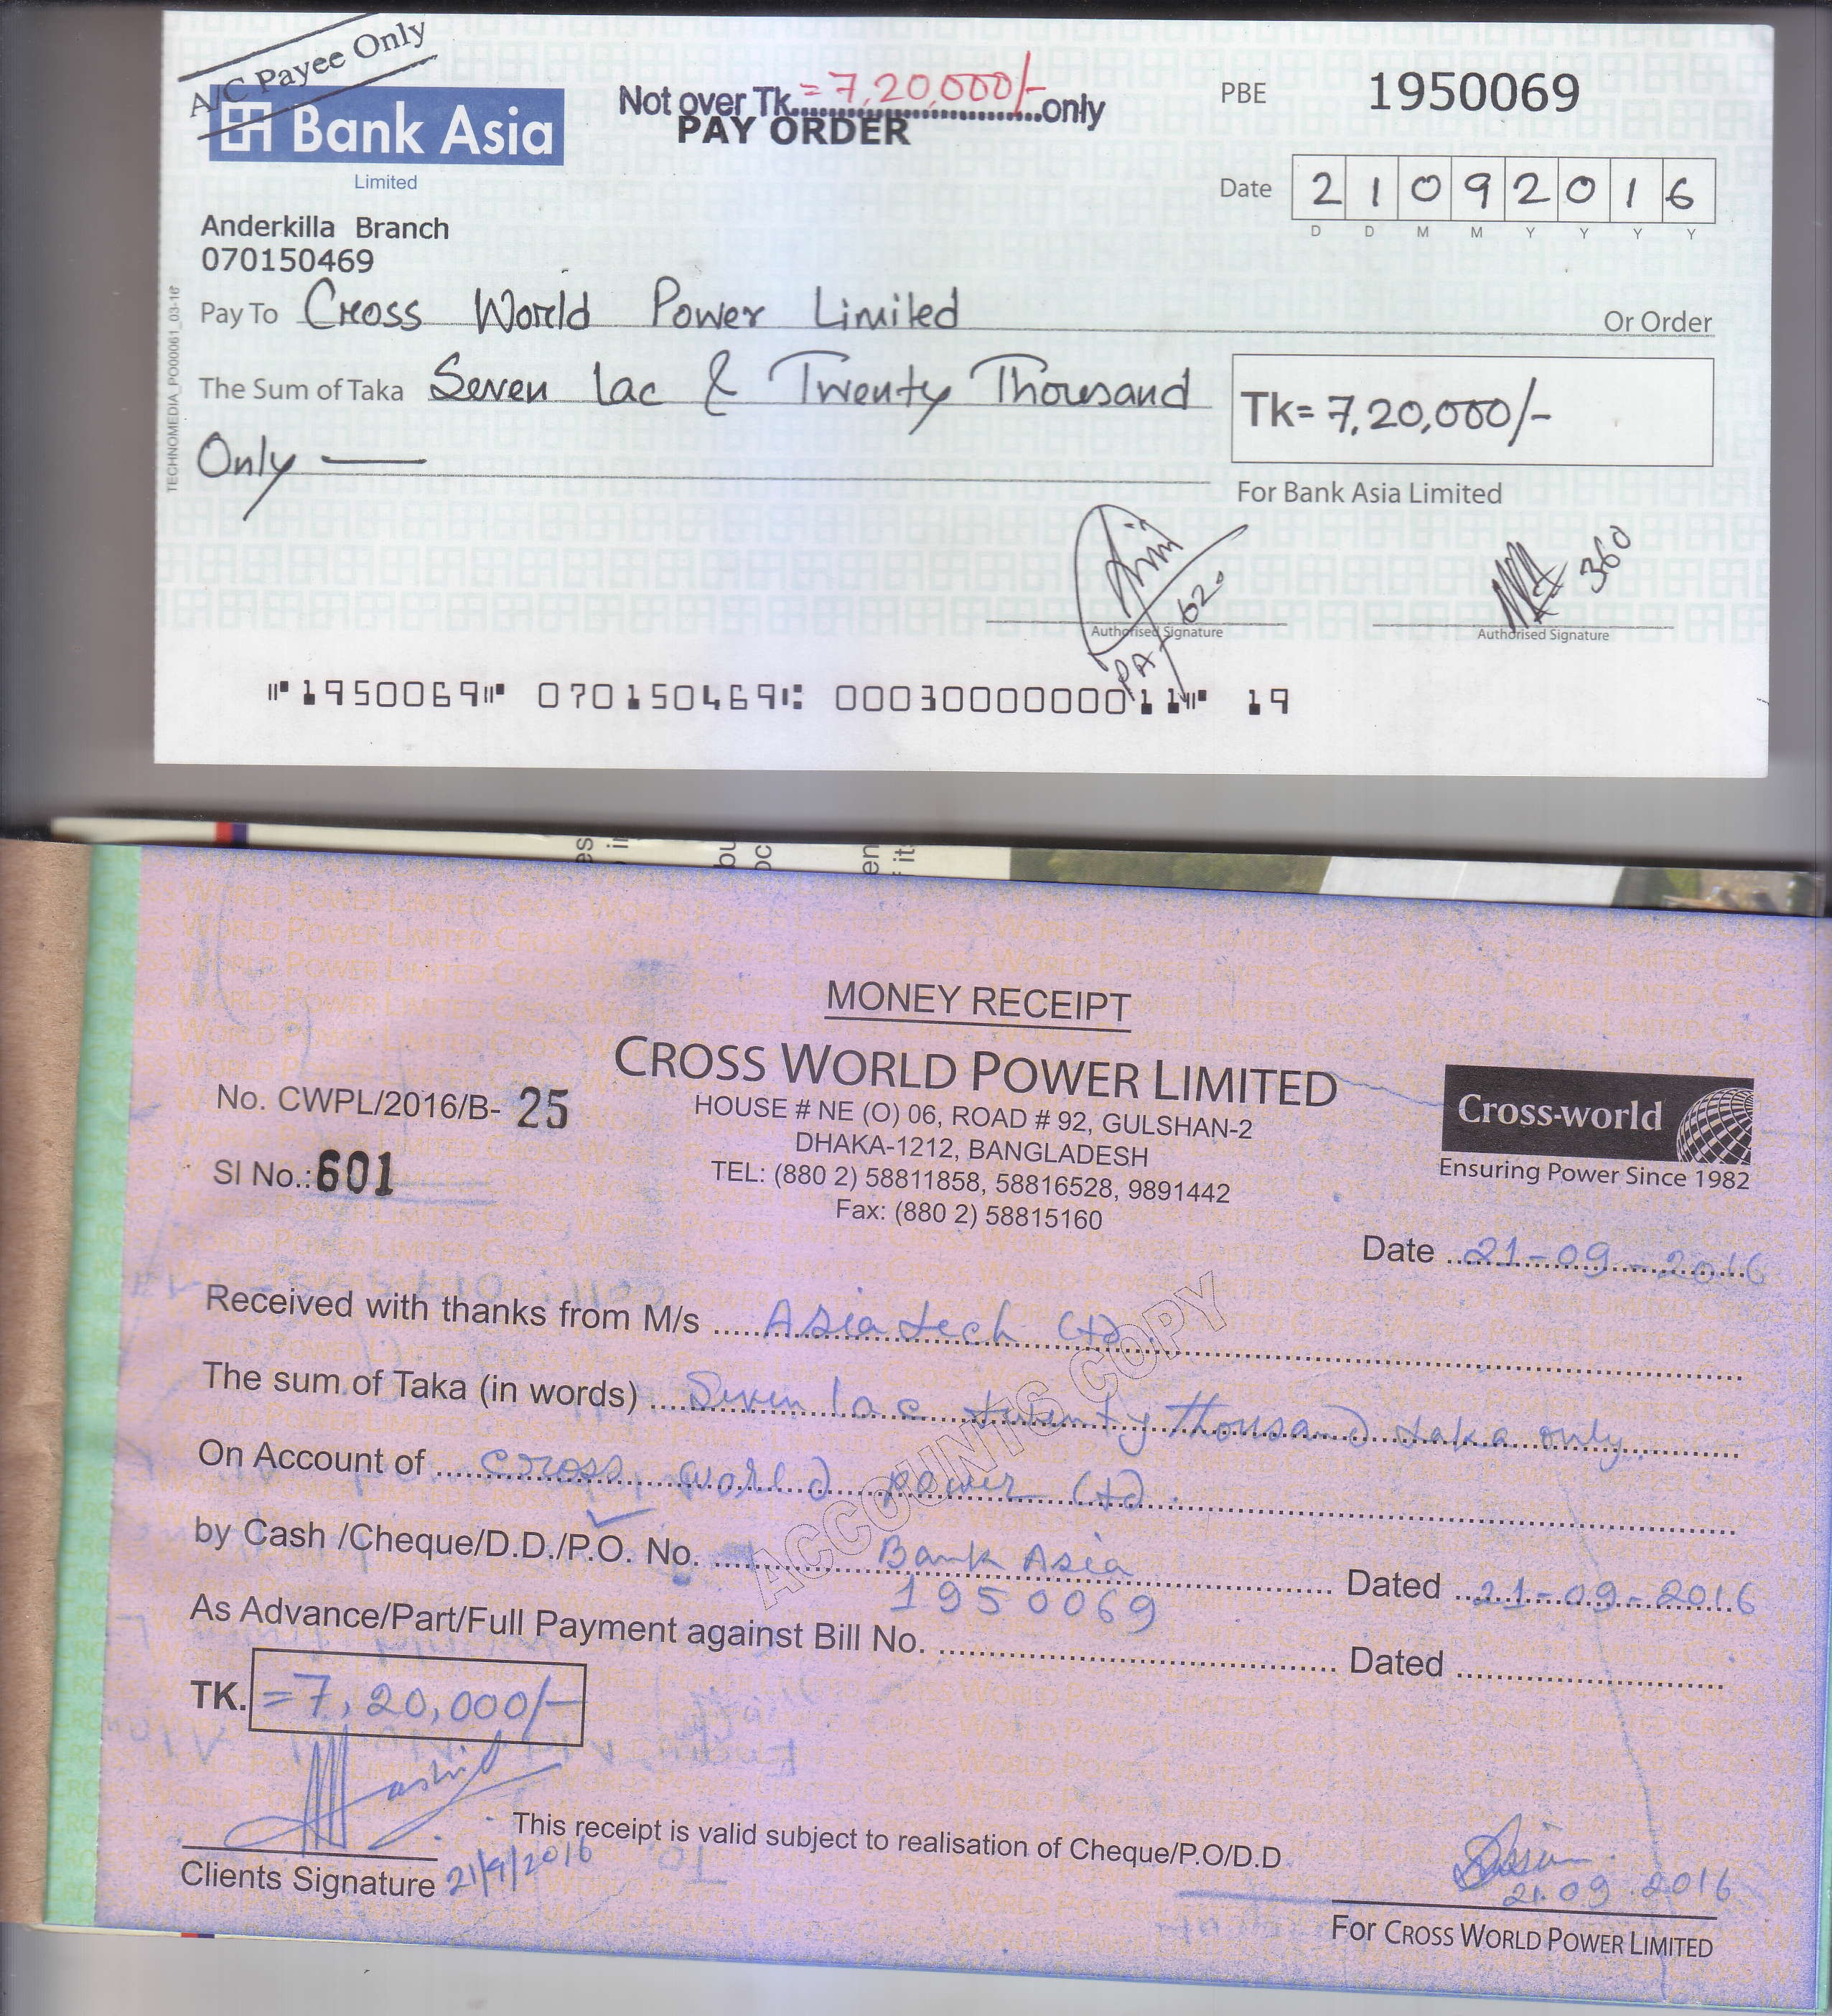 A/C Payee Only
Bank Asia
Limited
Not over Tk. = 7,20,000/- only
PAY ORDER
PBE 1950069
Date 21092016
D D M M Y Y Y Y
Anderkilla Branch
070150469
Pay To Cross World Power Limited Or Order
The Sum of Taka Seven lac & Twenty Thousand
Only —
Tk= 7,20,000/-
For Bank Asia Limited
360
Authorised Signature
Authorised Signature
TECHNOMEDIA_PO00061_03-16
1950069 070150469 0003000000011 19
MONEY RECEIPT
CROSS WORLD POWER LIMITED
No. CWPL/2016/B- 25
HOUSE # NE (O) 06, ROAD # 92, GULSHAN-2
DHAKA-1212, BANGLADESH
Sl No.: 601
TEL: (880 2) 58811858, 58816528, 9891442
Fax: (880 2) 58815160
Cross-world
Ensuring Power Since 1982
Date 21-09-2016
Received with thanks from M/s Asiatech Ltd.
The sum of Taka (in words) Seven lac twenty thousand taka only.
On Account of Cross World Power Ltd.
by Cash /Cheque/D.D./P.O. No. Bank Asia Dated 21-09-2016
1950069
As Advance/Part/Full Payment against Bill No. Dated
TK. =7,20,000/-
ACCOUNTS COPY
This receipt is valid subject to realisation of Cheque/P.O/D.D
Clients Signature 21/9/2016
21.09.2016
For CROSS WORLD POWER LIMITED